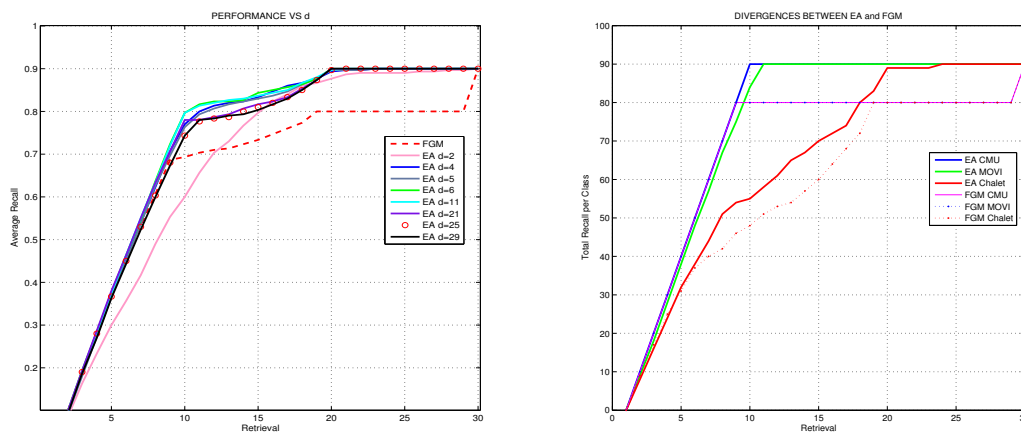 PERFORMANCE VS d
0.9
0.8
0.7
0.6
0.5
0.4
0.3
0.2
Average Recall
FGM
EA d=2
EA d=4
EA d=5
EA d=6
EA d=11
EA d=21
EA d=25
EA d=29
5
10
15
20
25
30
Retrieval
DIVERGENCES BETWEEN EA and FGM
100
90
80
70
60
50
40
30
20
10
0
Total Recall per Class
EA CMU
EA MOVI
EA Chalet
FGM CMU
FGM MOVI
FGM Chalet
0
5
10
15
20
25
Retrieval